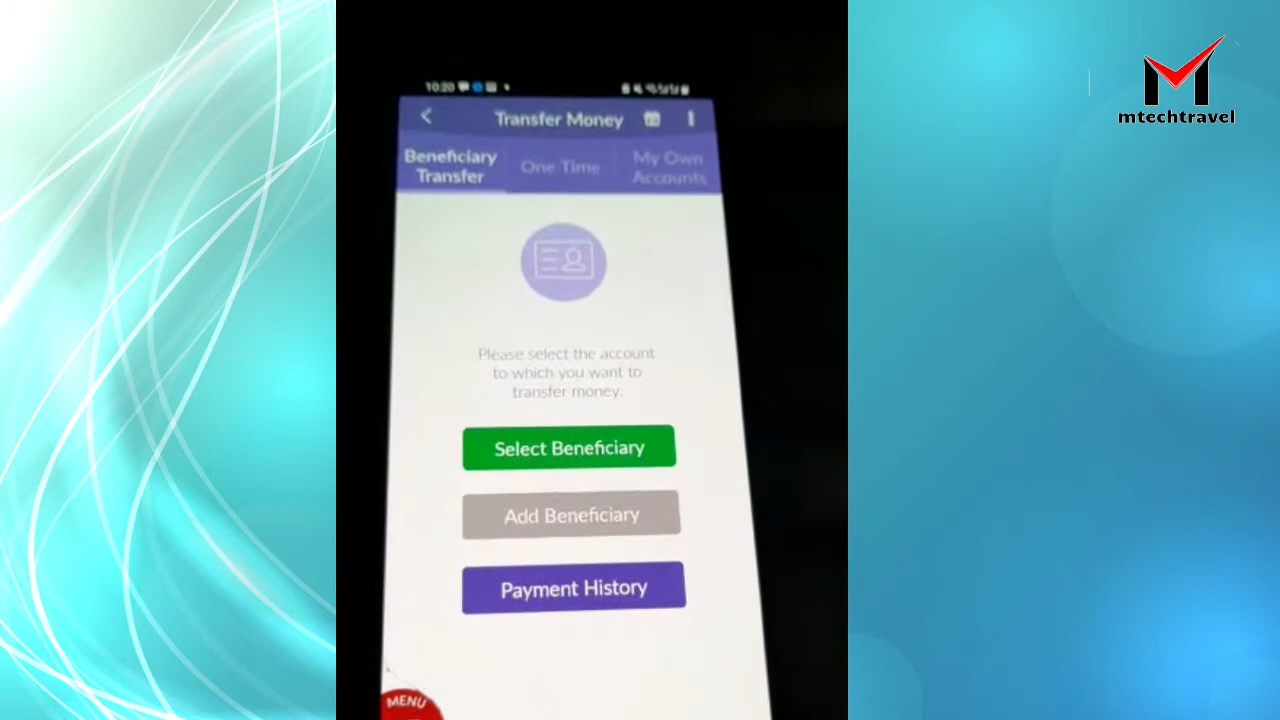 mtechtravel
10:20
Transfer Money
Beneficiary
Transfer
One Time
My Own
Accounts
Please select the account
to which you want to
transfer money.
Select Beneficiary
Add Beneficiary
Payment History
MENU